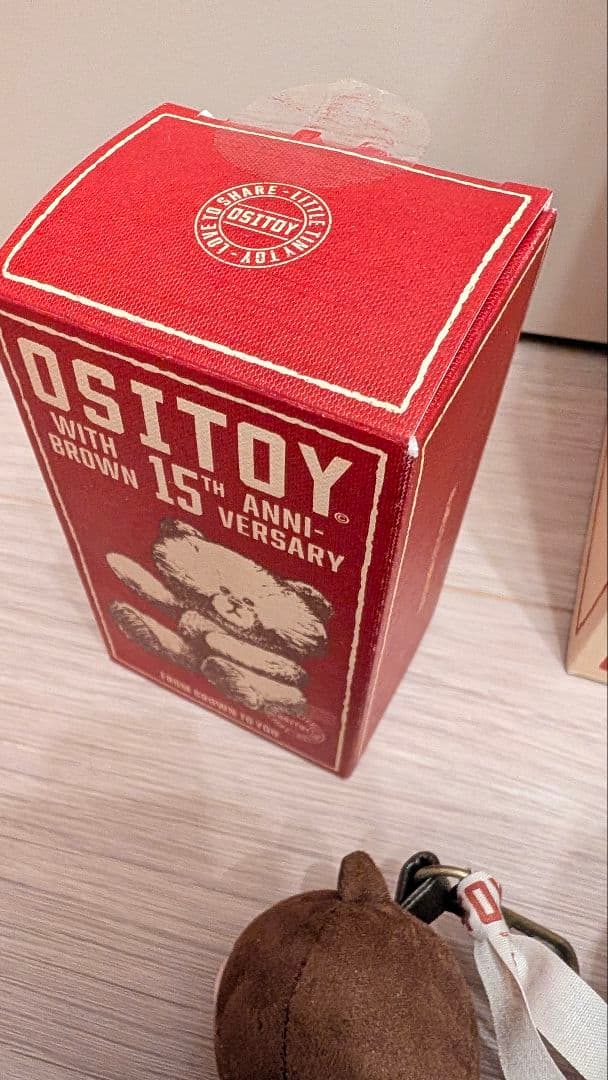 LOVE TO SHARE - LITTLE TINY TOY -
OSITOY
OSITOY©
WITH BROWN 15TH ANNI-VERSARY
FROM BROWN TO YOU